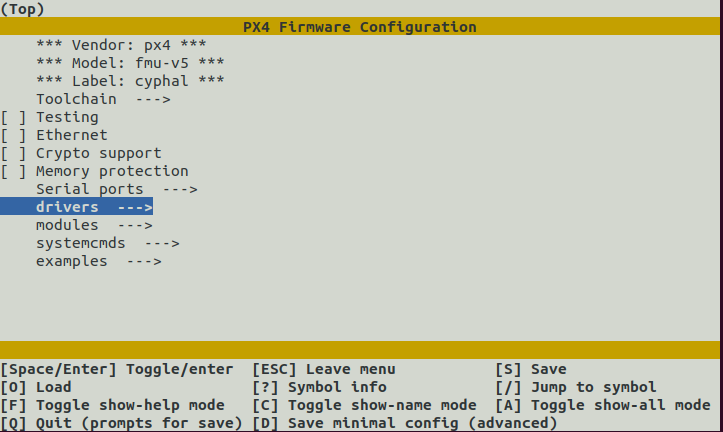 (Top)
PX4 Firmware Configuration
*** Vendor: px4 ***
*** Model: fmu-v5 ***
*** Label: cyphal ***
Toolchain  --->
[ ] Testing
[ ] Ethernet
[ ] Crypto support
[ ] Memory protection
Serial ports  --->
drivers  --->
modules  --->
systemcmds  --->
examples  --->
[Space/Enter] Toggle/enter  [ESC] Leave menu  [S] Save
[O] Load  [?] Symbol info  [/] Jump to symbol
[F] Toggle show-help mode  [C] Toggle show-name mode  [A] Toggle show-all mode
[Q] Quit (prompts for save)  [D] Save minimal config (advanced)